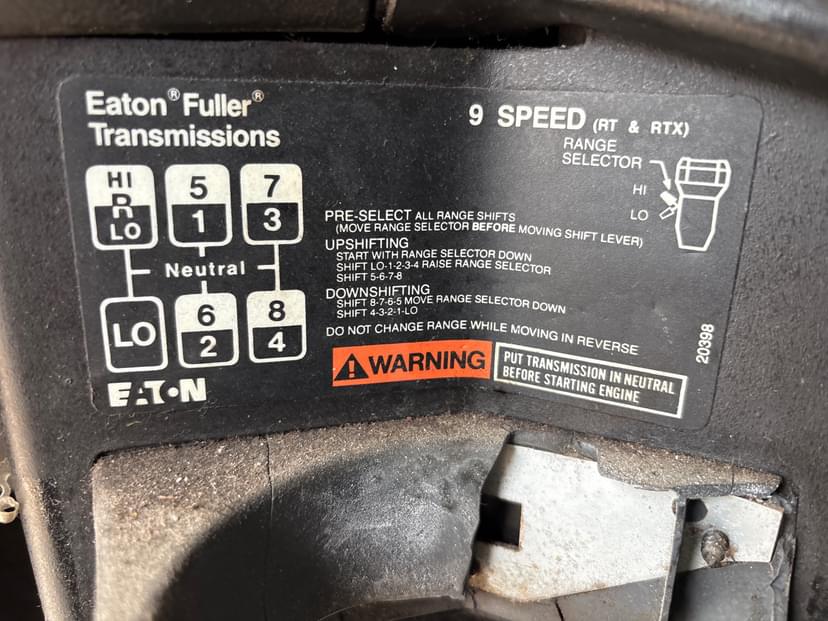 Eaton® Fuller®
Transmissions
9 SPEED (RT & RTX)
RANGE
SELECTOR
HI
LO
HI
R
LO
5
1
7
3
Neutral
LO
6
2
8
4
EATON
PRE-SELECT ALL RANGE SHIFTS
(MOVE RANGE SELECTOR BEFORE MOVING SHIFT LEVER)
UPSHIFTING
START WITH RANGE SELECTOR DOWN
SHIFT LO-1-2-3-4 RAISE RANGE SELECTOR
SHIFT 5-6-7-8
DOWNSHIFTING
SHIFT 8-7-6-5 MOVE RANGE SELECTOR DOWN
SHIFT 4-3-2-1-LO
DO NOT CHANGE RANGE WHILE MOVING IN REVERSE
WARNING
PUT TRANSMISSION IN NEUTRAL
BEFORE STARTING ENGINE
20398